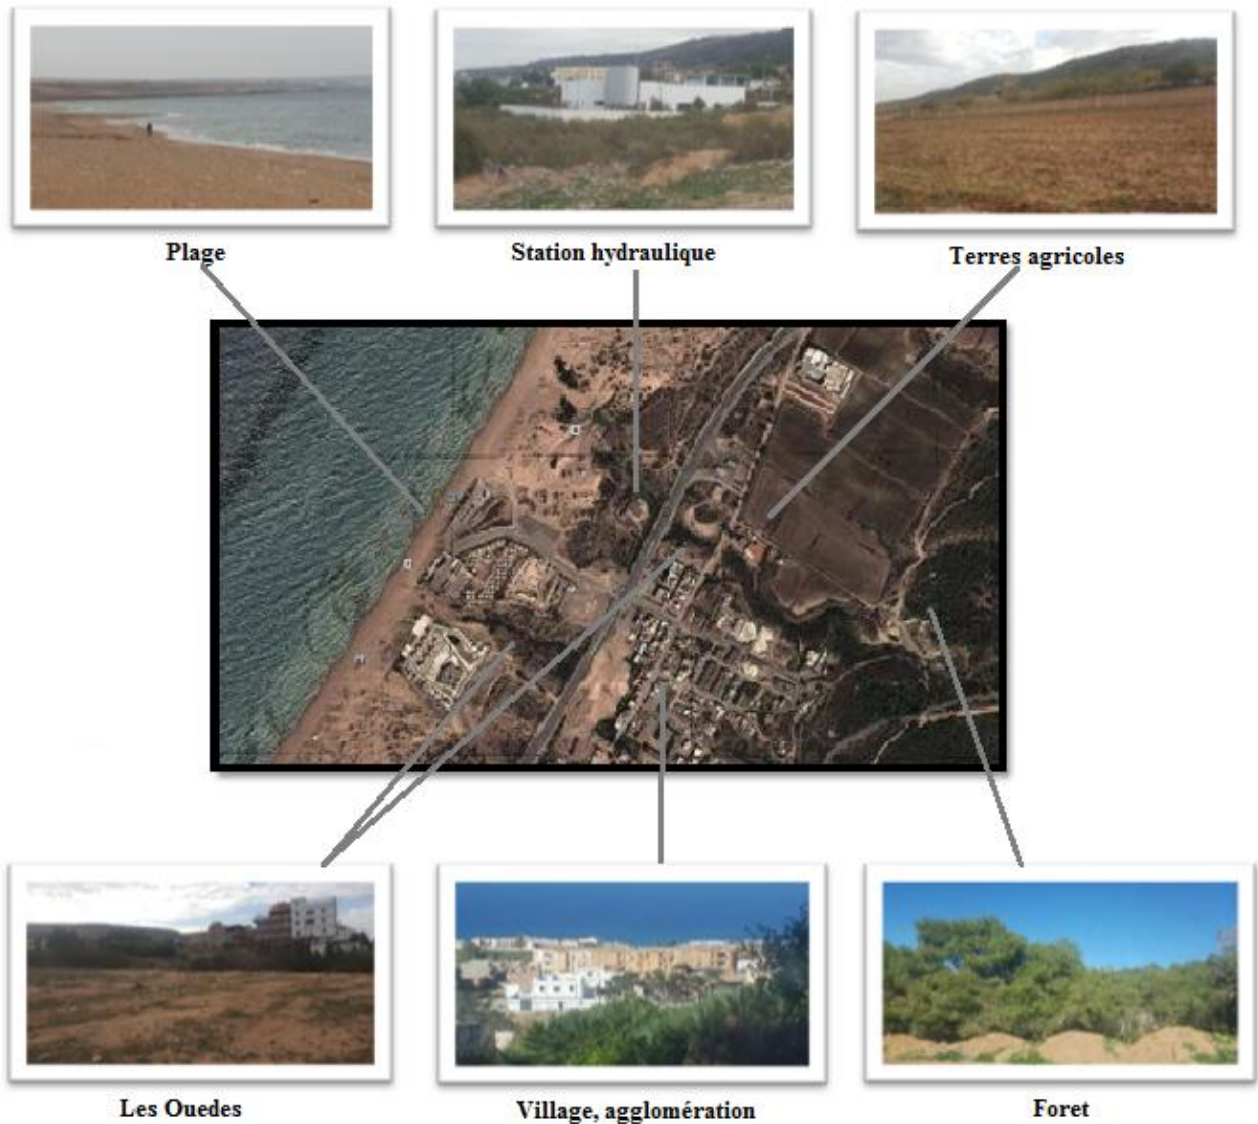 Plage
Station hydraulique
Terres agricoles
Les Ouedes
Village, agglomération
Foret